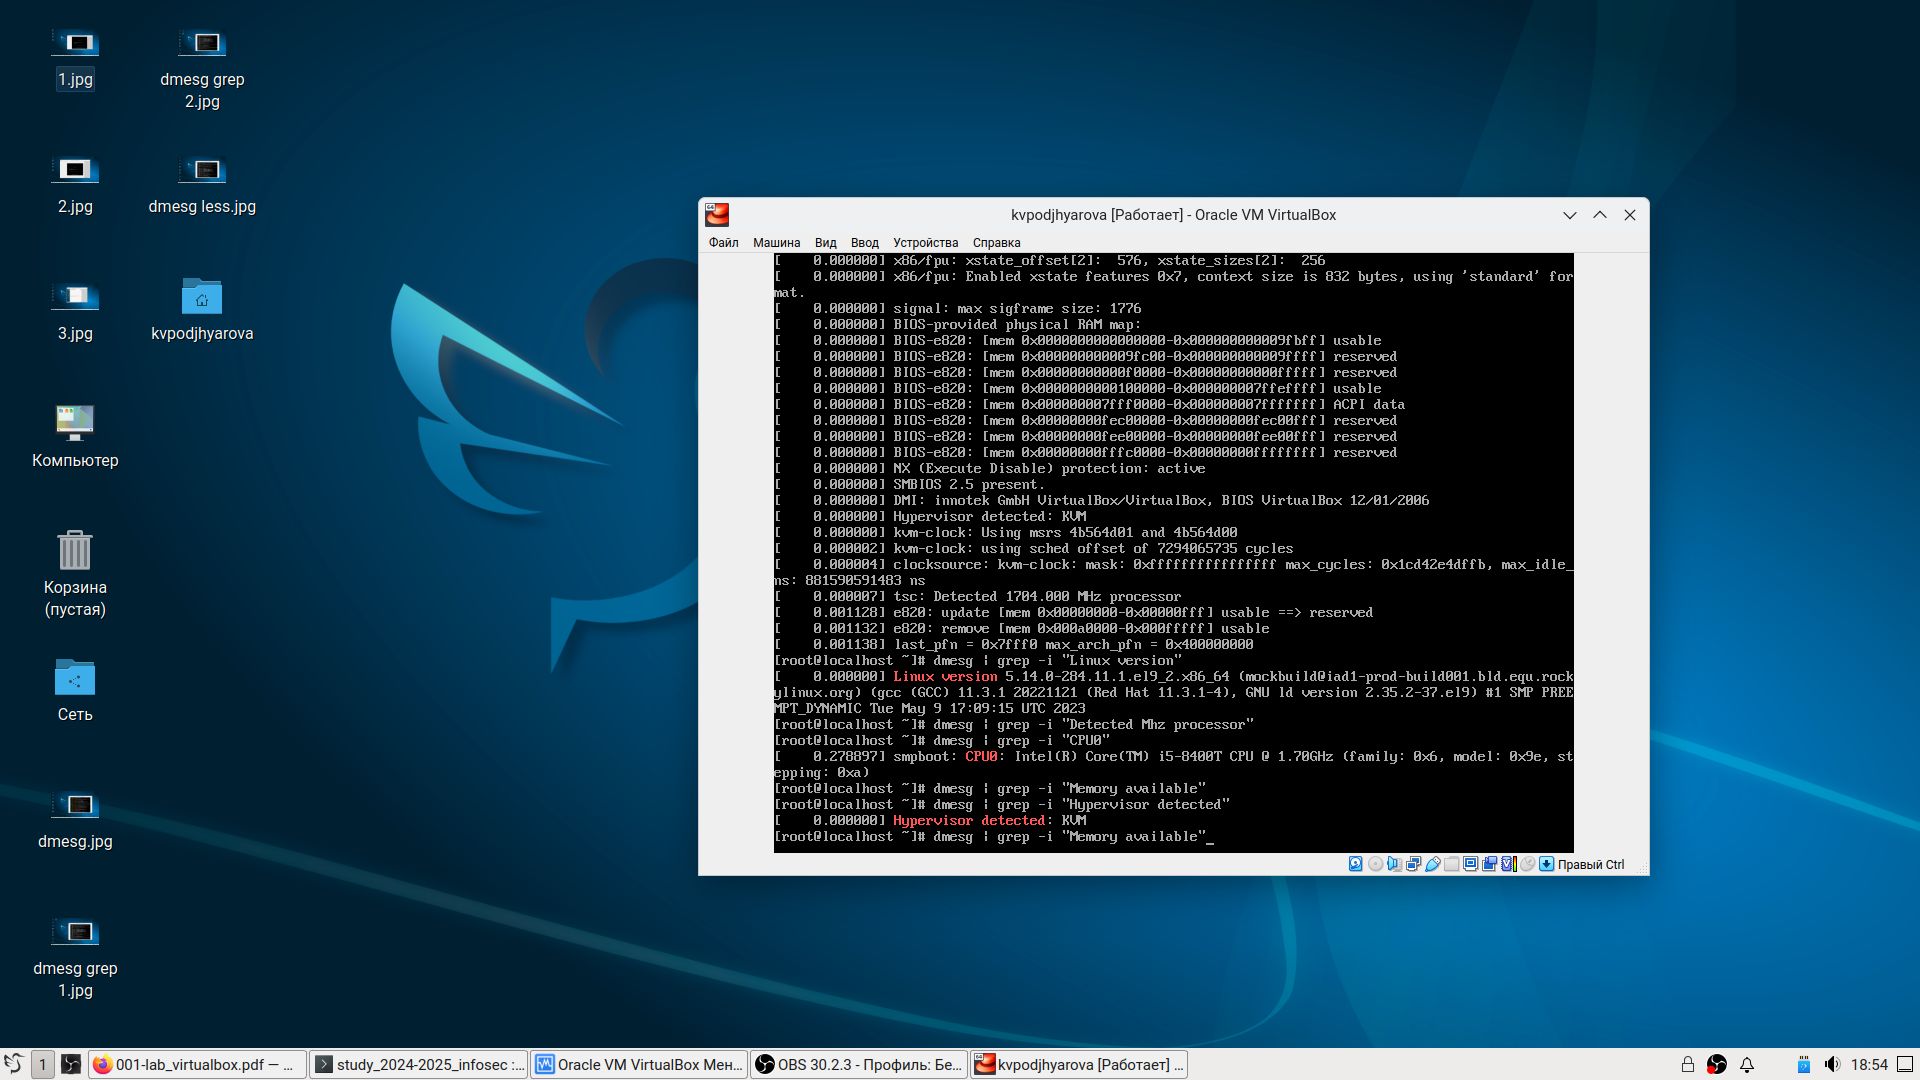 1.jpg
dmesg grep
2.jpg
2.jpg
dmesg less.jpg
3.jpg
kvpodjhyarova
Компьютер
Корзина
(пустая)
Сеть
dmesg.jpg
dmesg grep
1.jpg
kvpodjhyarova [Работает] - Oracle VM VirtualBox
Файл Машина Вид Ввод Устройства Справка
[    0.000000] x86/fpu: xstate_offset[2]:  576, xstate_sizes[2]:  256
[    0.000000] x86/fpu: Enabled xstate features 0x7, context size is 832 bytes, using 'standard' for
mat.
[    0.000000] signal: max sigframe size: 1776
[    0.000000] BIOS-provided physical RAM map:
[    0.000000] BIOS-e820: [mem 0x0000000000000000-0x000000000009fbff] usable
[    0.000000] BIOS-e820: [mem 0x000000000009fc00-0x000000000009ffff] reserved
[    0.000000] BIOS-e820: [mem 0x00000000000f0000-0x00000000000fffff] reserved
[    0.000000] BIOS-e820: [mem 0x0000000000100000-0x000000007ffeffff] usable
[    0.000000] BIOS-e820: [mem 0x000000007fff0000-0x000000007fffffff] ACPI data
[    0.000000] BIOS-e820: [mem 0x00000000fec00000-0x00000000fec00fff] reserved
[    0.000000] BIOS-e820: [mem 0x00000000fee00000-0x00000000fee00fff] reserved
[    0.000000] BIOS-e820: [mem 0x00000000fffc0000-0x00000000ffffffff] reserved
[    0.000000] NX (Execute Disable) protection: active
[    0.000000] SMBIOS 2.5 present.
[    0.000000] DMI: innotek GmbH VirtualBox/VirtualBox, BIOS VirtualBox 12/01/2006
[    0.000000] Hypervisor detected: KVM
[    0.000000] kvm-clock: Using msrs 4b564d01 and 4b564d00
[    0.000002] kvm-clock: using sched offset of 7294065735 cycles
[    0.000004] clocksource: kvm-clock: mask: 0xffffffffffffffff max_cycles: 0x1cd42e4dffb, max_idle_
ns: 881590591483 ns
[    0.000007] tsc: Detected 1704.000 MHz processor
[    0.001128] e820: update [mem 0x00000000-0x00000fff] usable ==> reserved
[    0.001132] e820: remove [mem 0x000a0000-0x000fffff] usable
[    0.001138] last_pfn = 0x7fff0 max_arch_pfn = 0x400000000
[root@localhost ~]# dmesg | grep -i "Linux version"
[    0.000000] Linux version 5.14.0-284.11.1.el9_2.x86_64 (mockbuild@iad1-prod-build001.bld.equ.rock
ylinux.org) (gcc (GCC) 11.3.1 20221121 (Red Hat 11.3.1-4), GNU ld version 2.35.2-37.el9) #1 SMP PREE
MPT_DYNAMIC Tue May 9 17:09:15 UTC 2023
[root@localhost ~]# dmesg | grep -i "Detected Mhz processor"
[root@localhost ~]# dmesg | grep -i "CPU0"
[    0.278897] smpboot: CPU0: Intel(R) Core(TM) i5-8400T CPU @ 1.70GHz (family: 0x6, model: 0x9e, st
epping: 0xa)
[root@localhost ~]# dmesg | grep -i "Memory available"
[root@localhost ~]# dmesg | grep -i "Hypervisor detected"
[    0.000000] Hypervisor detected: KVM
[root@localhost ~]# dmesg | grep -i "Memory available"_
Правый Ctrl
1 001-lab_virtualbox.pdf — ... study_2024-2025_infosec :... Oracle VM VirtualBox Мен... OBS 30.2.3 - Профиль: Бе... kvpodjhyarova [Работает] ... 18:54